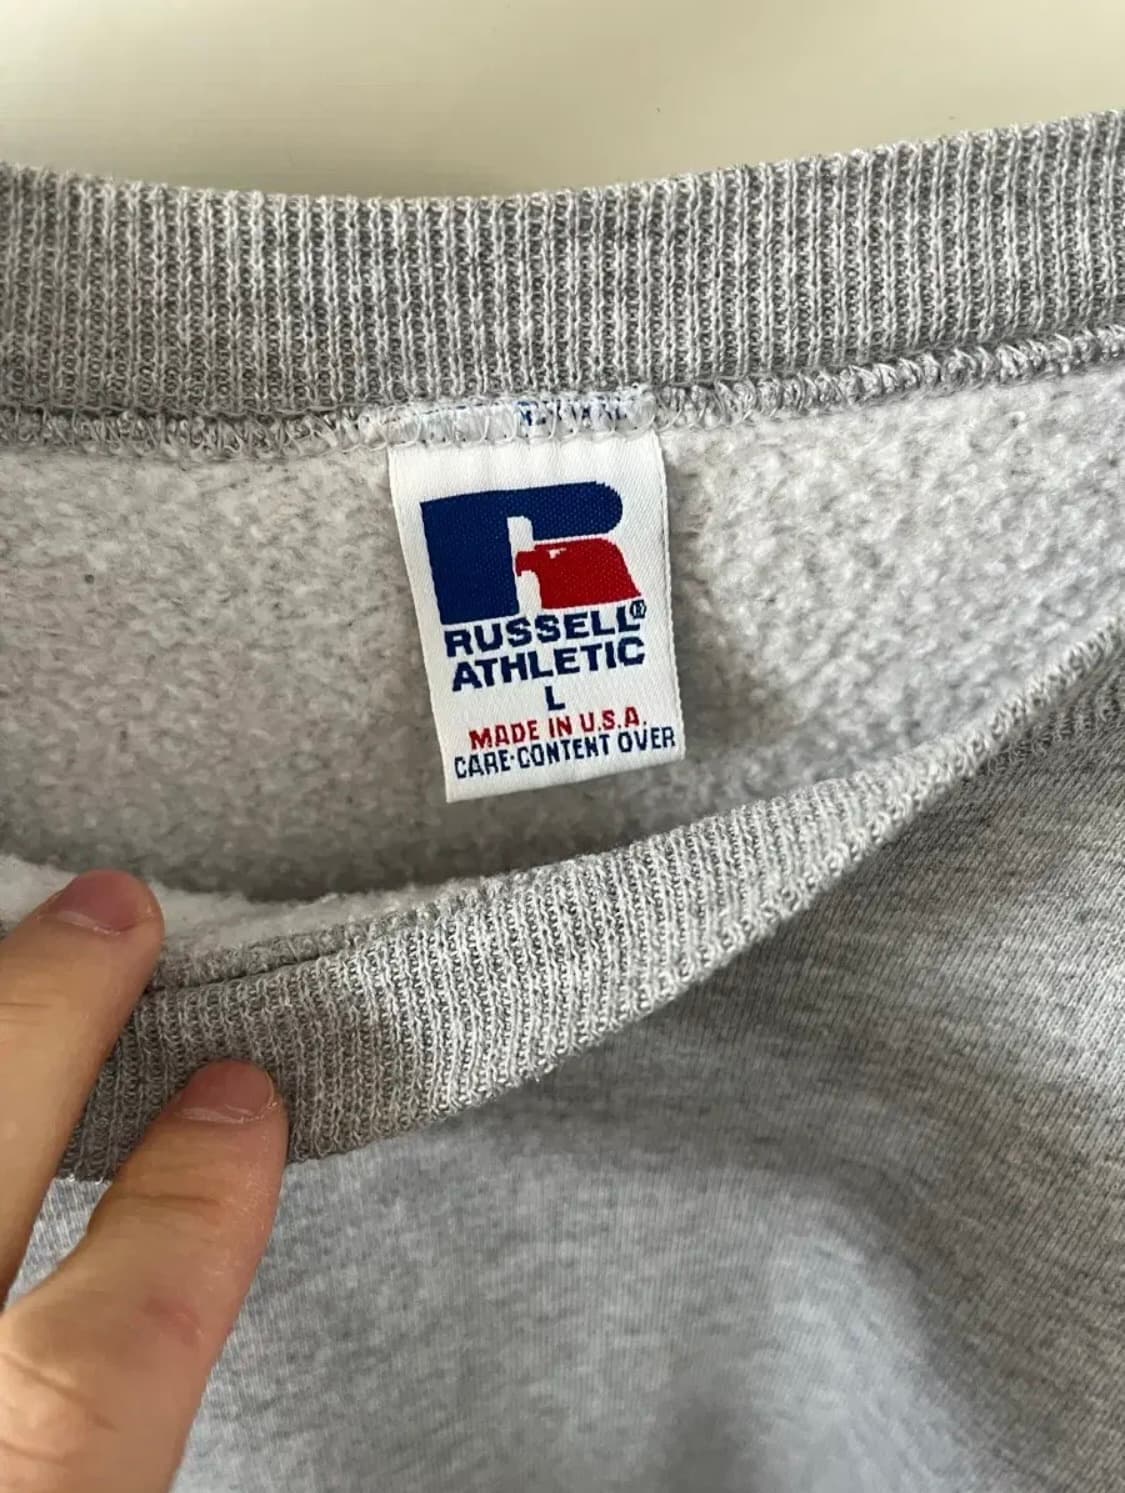 RUSSELL®
ATHLETIC
L
MADE IN U.S.A.
CARE·CONTENT OVER